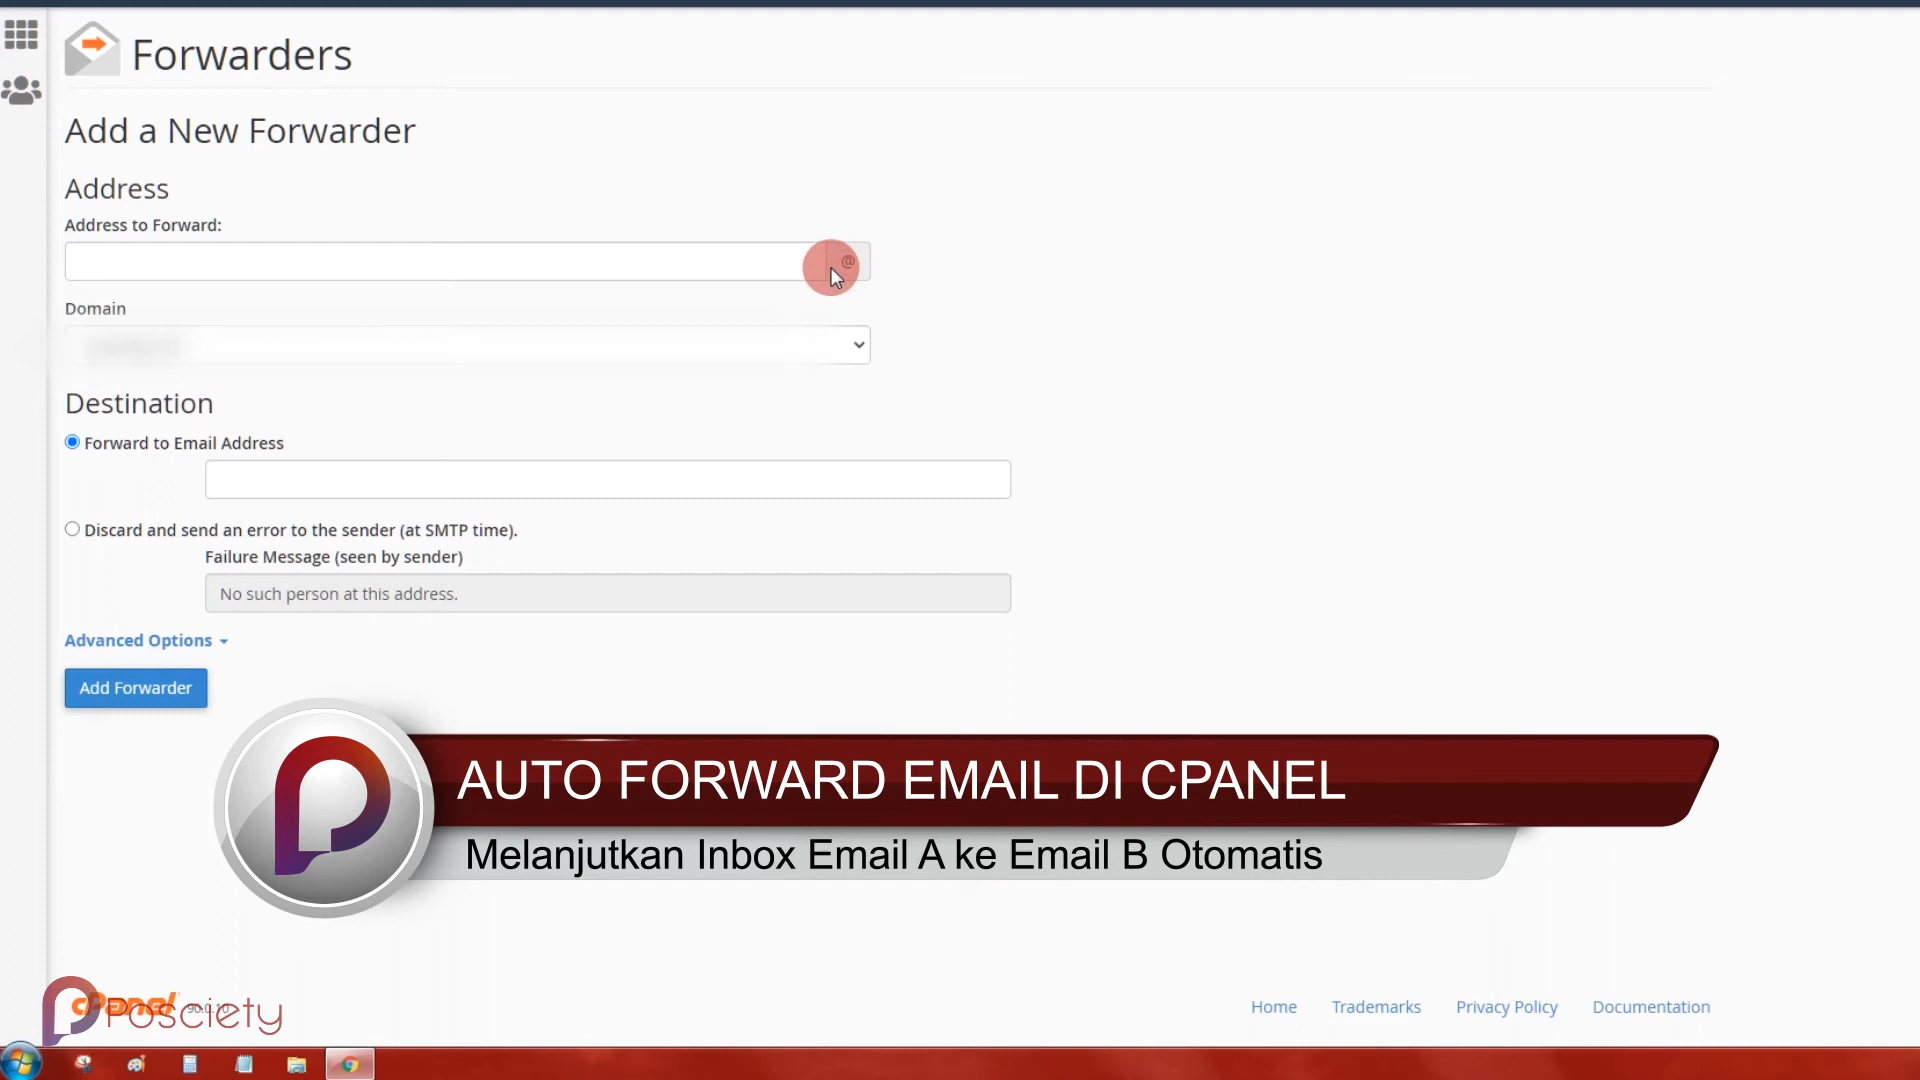 Forwarders
Add a New Forwarder
Address
Address to Forward:
@
Domain
Destination
Forward to Email Address
Discard and send an error to the sender (at SMTP time).
Failure Message (seen by sender)
No such person at this address.
Advanced Options
Add Forwarder
AUTO FORWARD EMAIL DI CPANEL
Melanjutkan Inbox Email A ke Email B Otomatis
cPanel
Posciety
Home Trademarks Privacy Policy Documentation